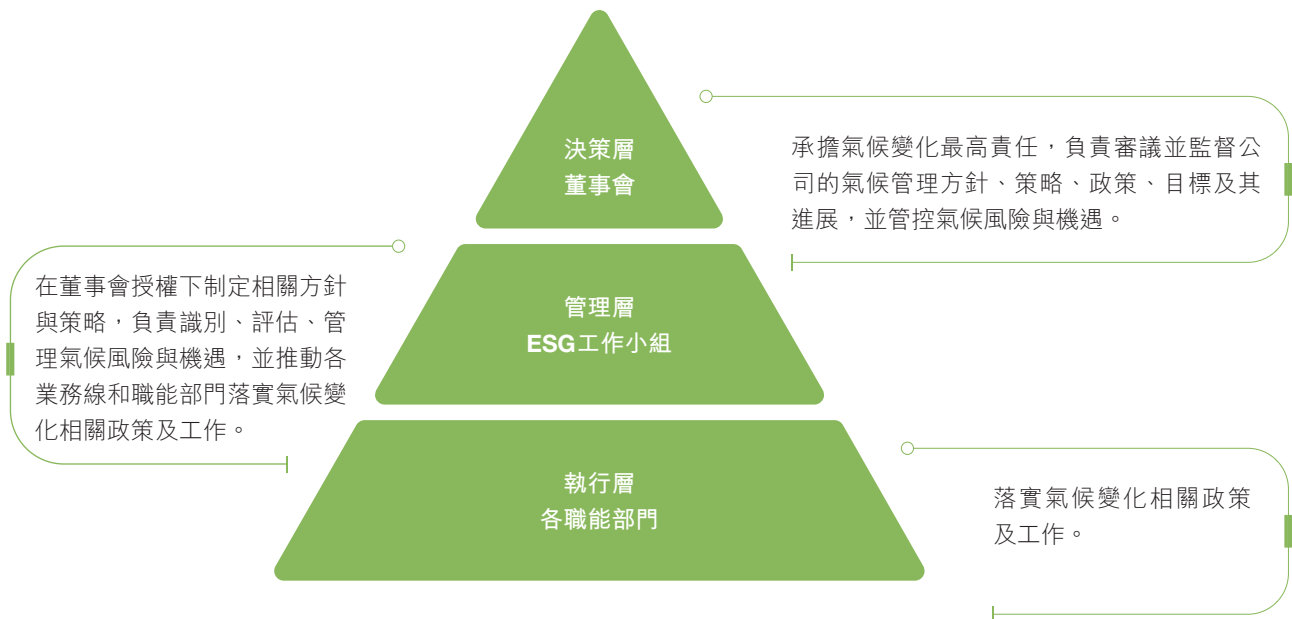 決策層
董事會
承擔氣候變化最高責任，負責審議並監督公
司的氣候管理方針、策略、政策、目標及其
進展，並管控氣候風險與機遇。
管理層
ESG工作小組
在董事會授權下制定相關方針
與策略，負責識別、評估、管
理氣候風險與機遇，並推動各
業務線和職能部門落實氣候變
化相關政策及工作。
執行層
各職能部門
落實氣候變化相關政策
及工作。